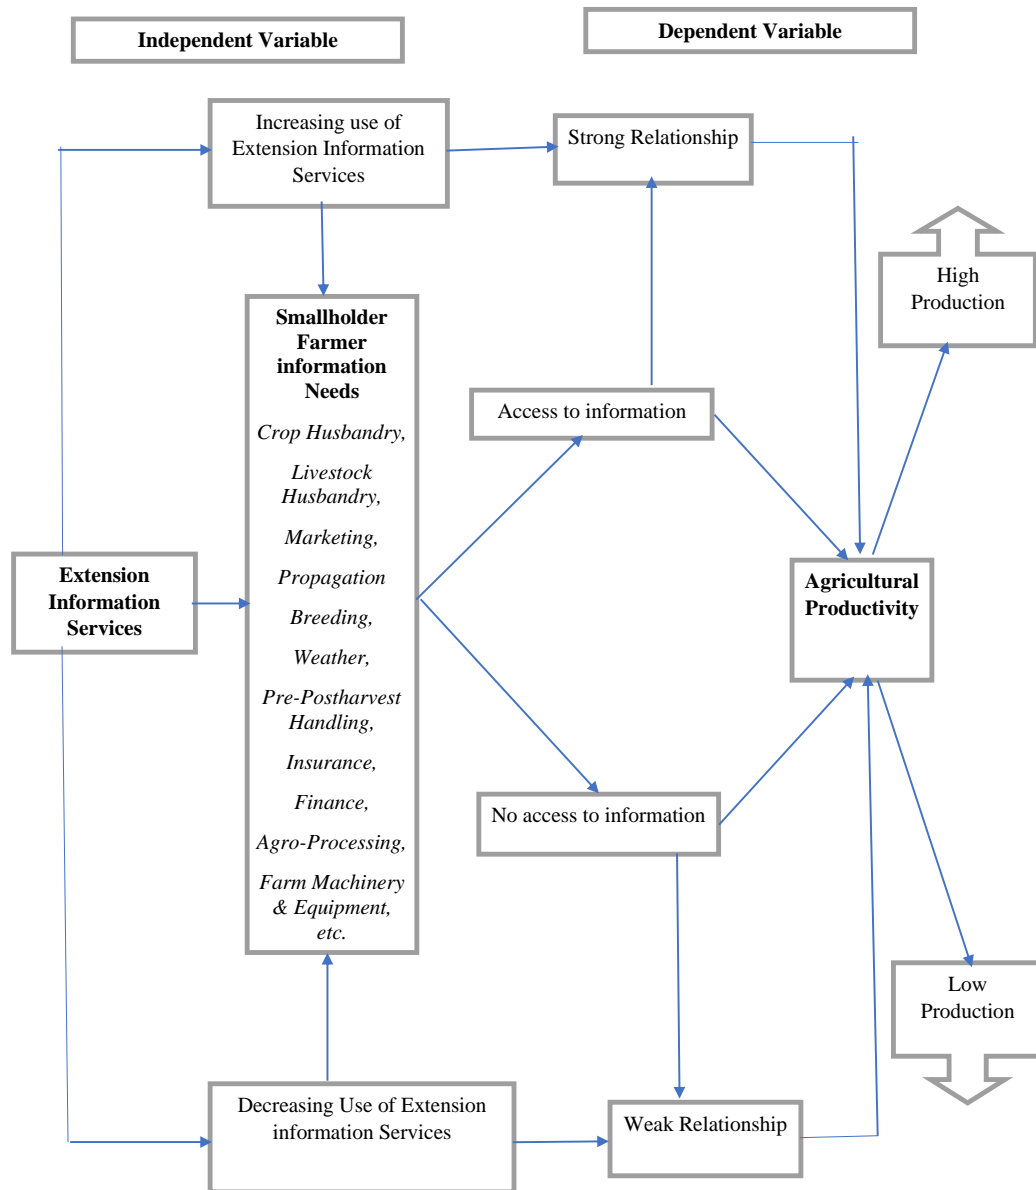 Independent Variable
Dependent Variable
Increasing use of
Extension Information
Services
Strong Relationship
High
Production
Smallholder
Farmer
information
Needs
Crop Husbandry,
Livestock
Husbandry,
Marketing,
Propagation
Breeding,
Weather,
Pre-Postharvest
Handling,
Insurance,
Finance,
Agro-Processing,
Farm Machinery
& Equipment,
etc.
Access to information
Extension
Information
Services
Agricultural
Productivity
No access to information
Low
Production
Decreasing Use of Extension
information Services
Weak Relationship